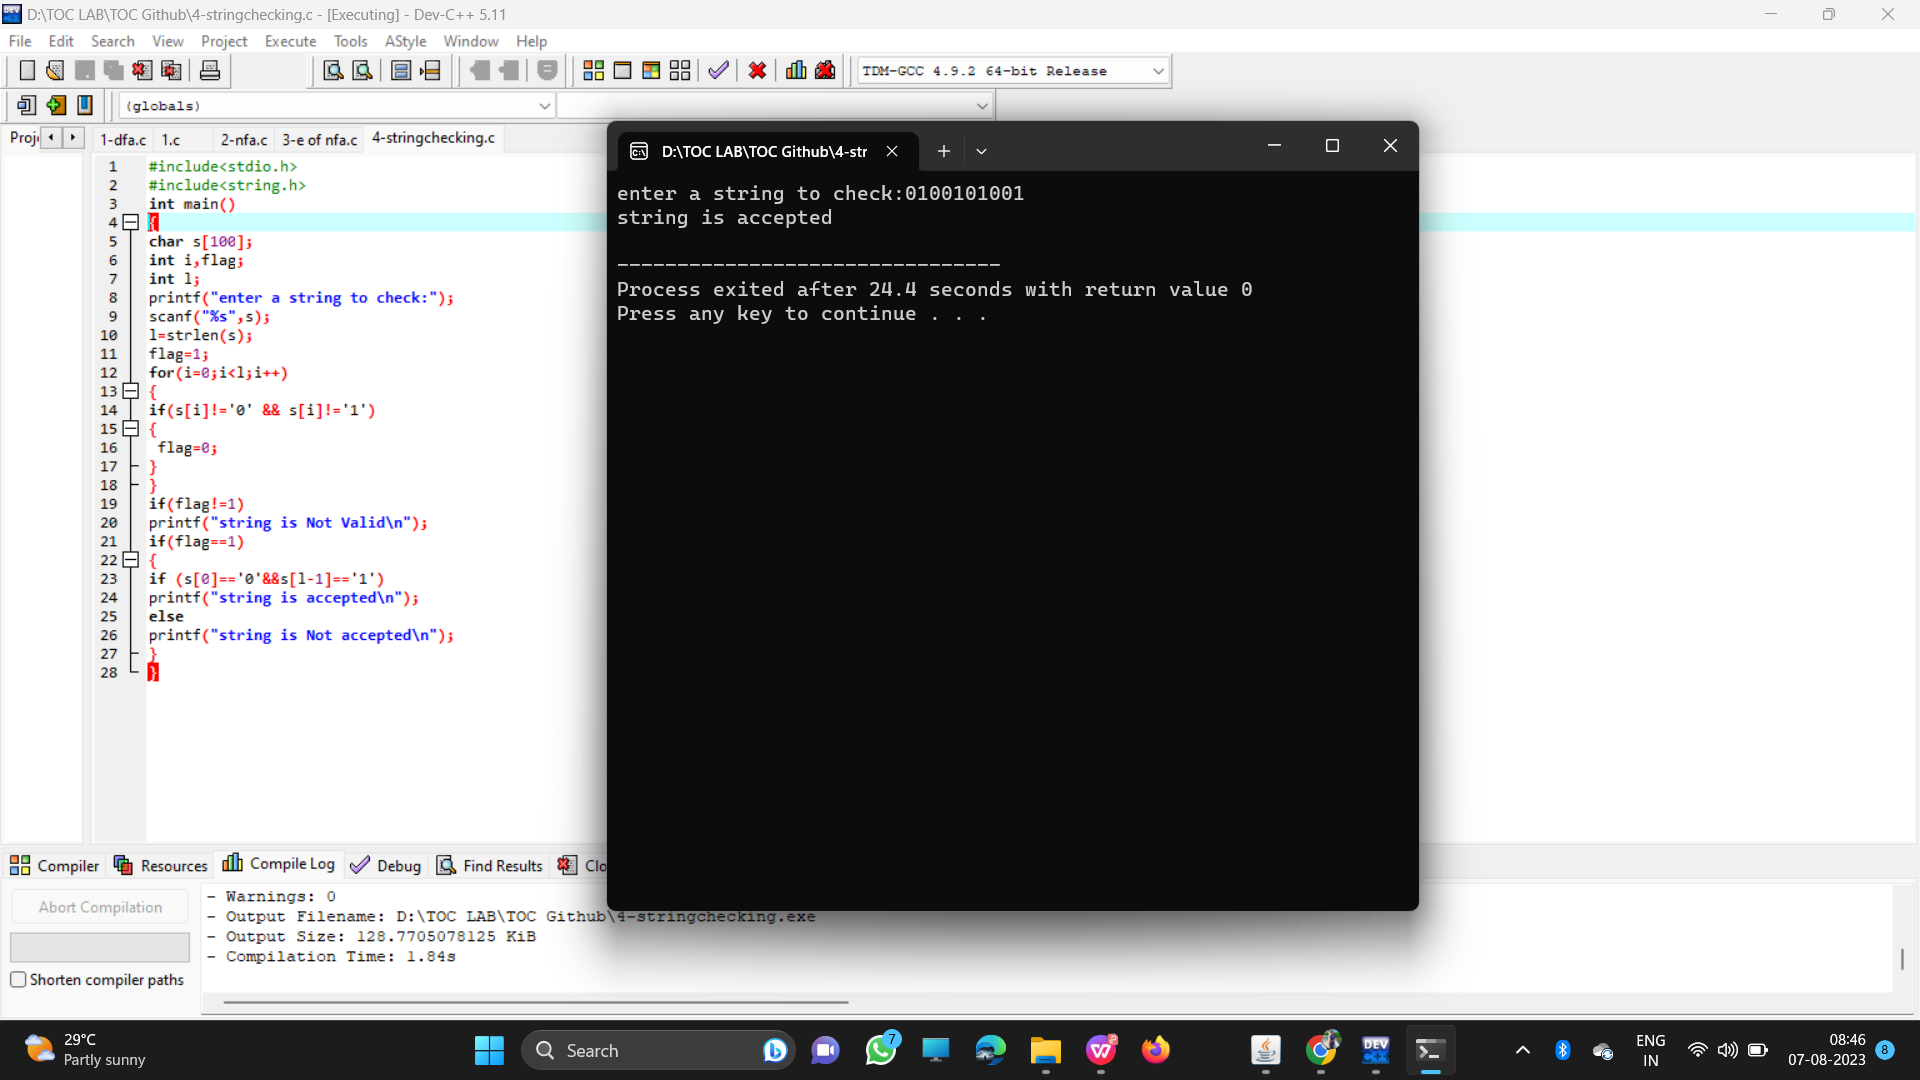 D:\TOC LAB\TOC Github\4-stringchecking.c - [Executing] - Dev-C++ 5.11
File Edit Search View Project Execute Tools AStyle Window Help
TDM-GCC 4.9.2 64-bit Release
(globals)
Proj 1-dfa.c 1.c 2-nfa.c 3-e of nfa.c 4-stringchecking.c
1 #include<stdio.h>
2 #include<string.h>
3 int main()
4 {
5 char s[100];
6 int i,flag;
7 int l;
8 printf("enter a string to check:");
9 scanf("%s",s);
10 l=strlen(s);
11 flag=1;
12 for(i=0;i<l;i++)
13 {
14 if(s[i]!='0' && s[i]!='1')
15 {
16 flag=0;
17 }
18 }
19 if(flag!=1)
20 printf("string is Not Valid\n");
21 if(flag==1)
22 {
23 if (s[0]=='0'&&s[l-1]=='1')
24 printf("string is accepted\n");
25 else
26 printf("string is Not accepted\n");
27 }
28 }
D:\TOC LAB\TOC Github\4-str
enter a string to check:0100101001
string is accepted
--------------------------------
Process exited after 24.4 seconds with return value 0
Press any key to continue . . .
Compiler Resources Compile Log Debug Find Results Clo
Abort Compilation
Shorten compiler paths
- Warnings: 0
- Output Filename: D:\TOC LAB\TOC Github\4-stringchecking.exe
- Output Size: 128.7705078125 KiB
- Compilation Time: 1.84s
29°C
Partly sunny
Search
7
DEV
C++
ENG
IN
08:46
07-08-2023
8